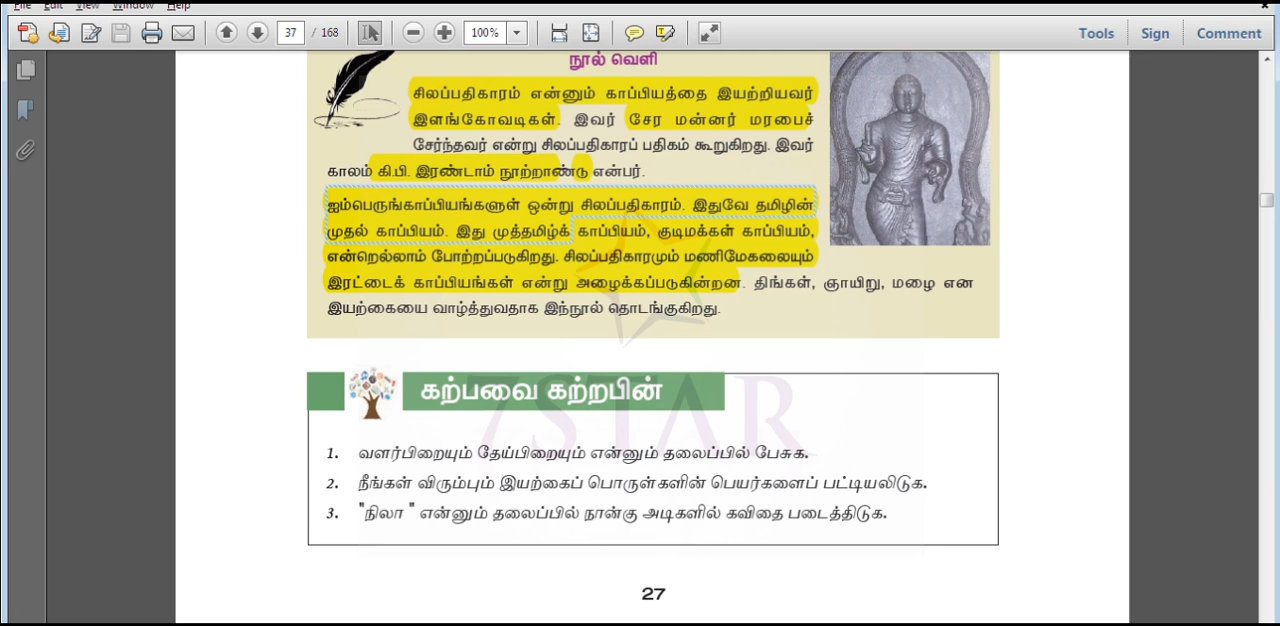 File Edit View Window Help
37 / 168 100% Tools Sign Comment
நூல் வெளி
சிலப்பதிகாரம் என்னும் காப்பியத்தை இயற்றியவர்
இளங்கோவடிகள். இவர் சேர மன்னர் மரபைச்
சேர்ந்தவர் என்று சிலப்பதிகாரப் பதிகம் கூறுகிறது. இவர்
காலம் கி.பி. இரண்டாம் நூற்றாண்டு என்பர்.
ஐம்பெருங்காப்பியங்களுள் ஒன்று சிலப்பதிகாரம். இதுவே தமிழின்
முதல் காப்பியம். இது முத்தமிழ்க் காப்பியம், குடிமக்கள் காப்பியம்,
என்றெல்லாம் போற்றப்படுகிறது. சிலப்பதிகாரமும் மணிமேகலையும்
இரட்டைக் காப்பியங்கள் என்று அழைக்கப்படுகின்றன. திங்கள், ஞாயிறு, மழை என
இயற்கையை வாழ்த்துவதாக இந்நூல் தொடங்குகிறது.
கற்பவை கற்றபின்
7STAR
1. வளர்பிறையும் தேய்பிறையும் என்னும் தலைப்பில் பேசுக.
2. நீங்கள் விரும்பும் இயற்கைப் பொருள்களின் பெயர்களைப் பட்டியலிடுக.
3. "நிலா " என்னும் தலைப்பில் நான்கு அடிகளில் கவிதை படைத்திடுக.
27